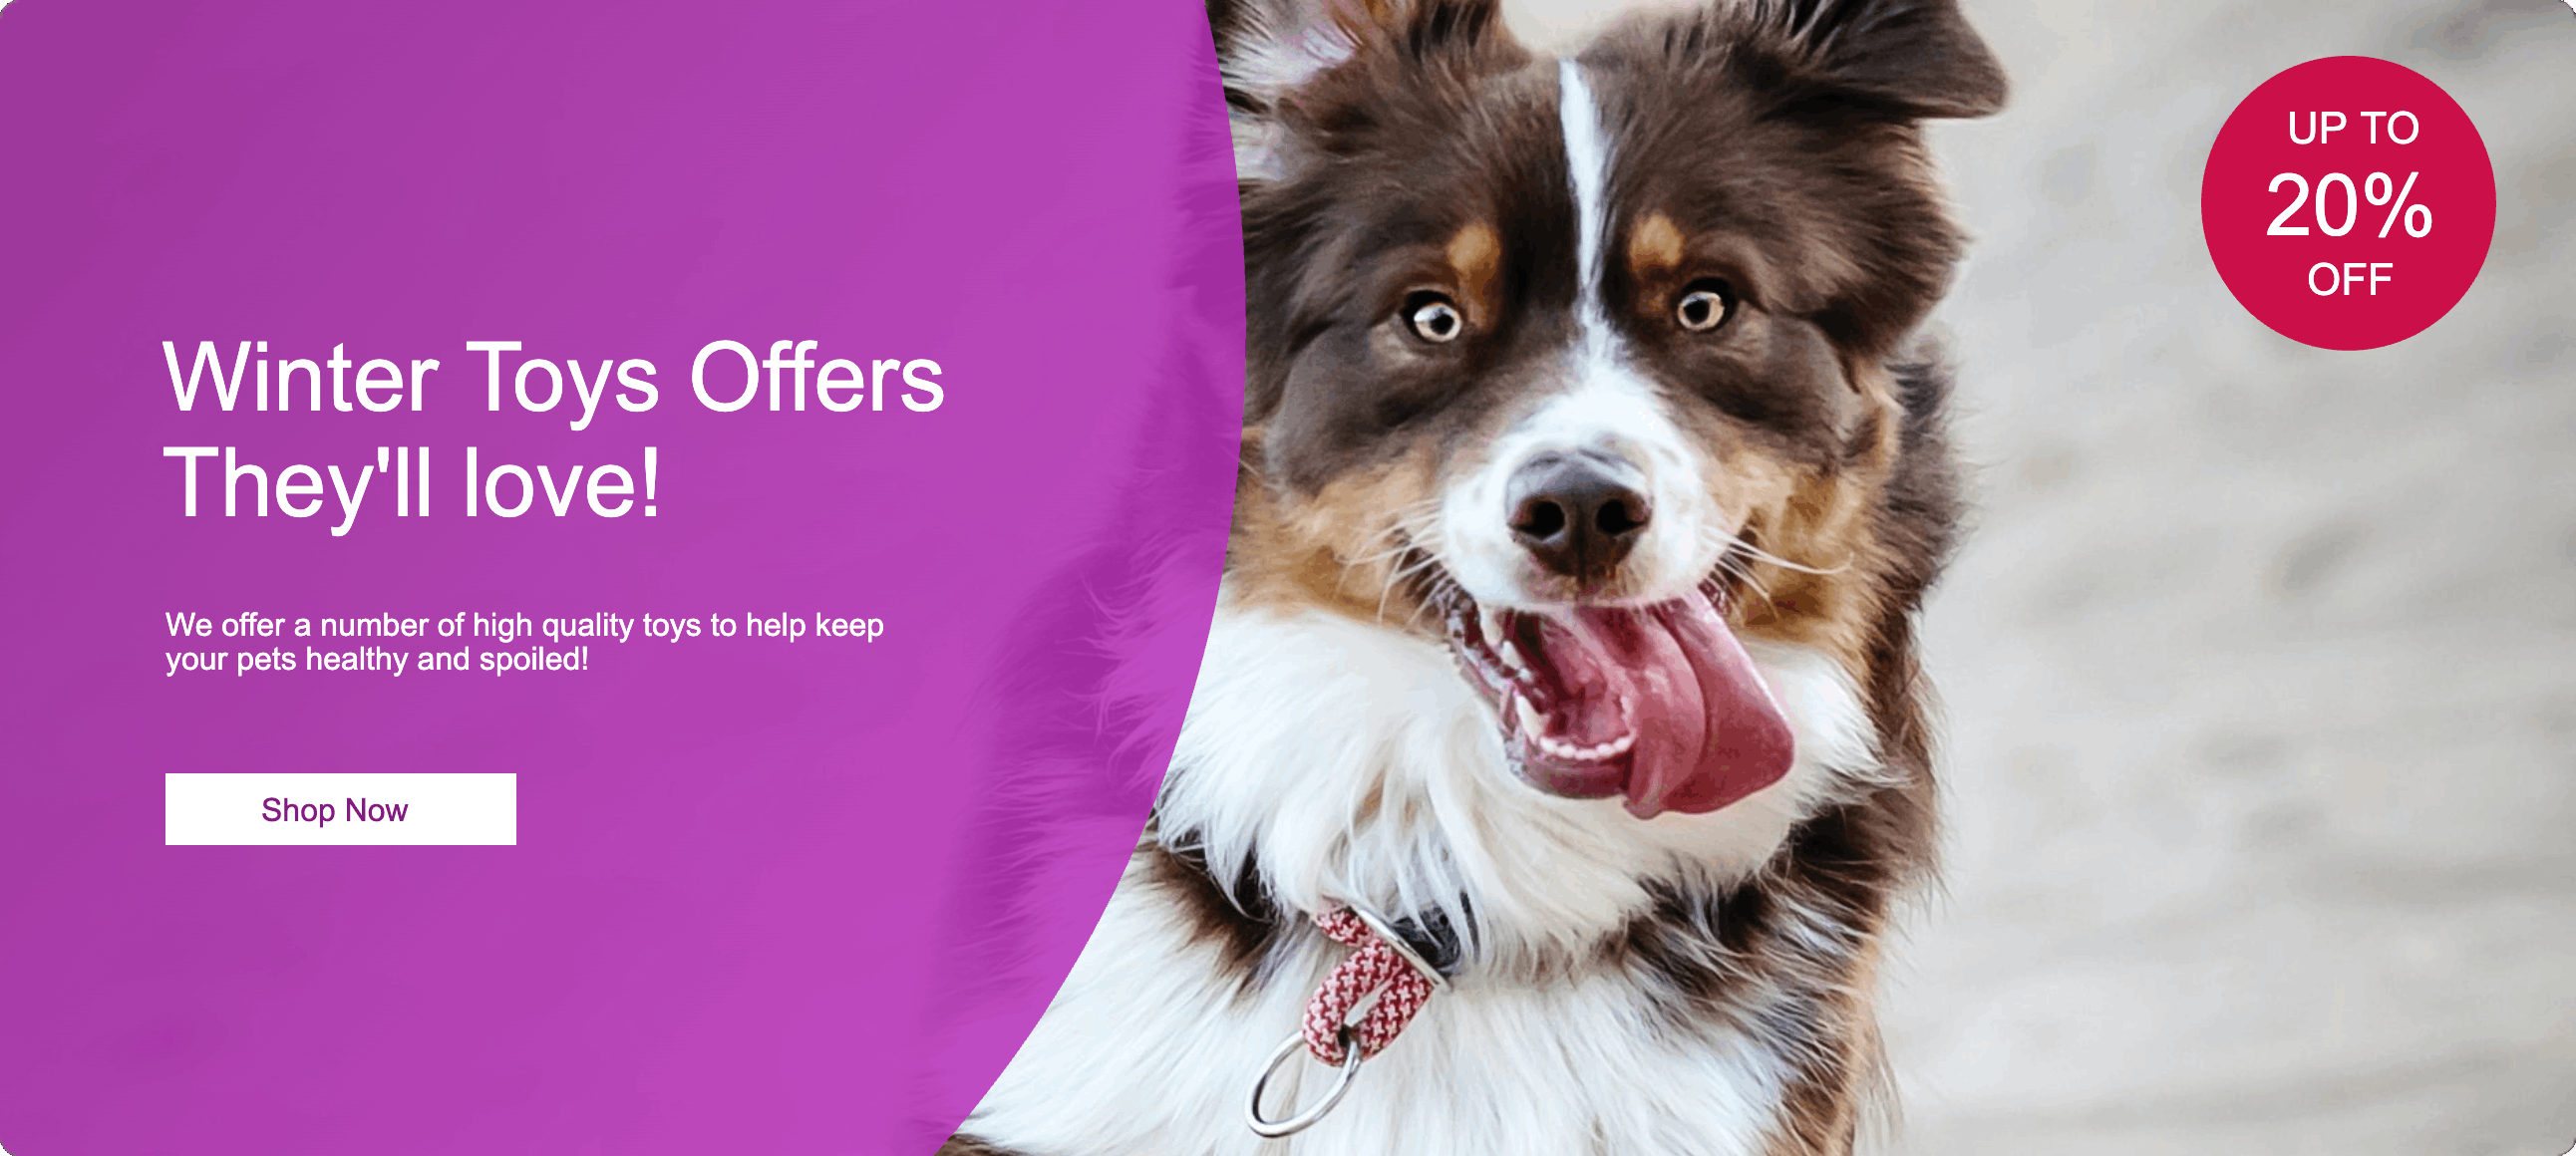 Winter Toys Offers
They'll love!
We offer a number of high quality toys to help keep
your pets healthy and spoiled!
Shop Now
UP TO
20%
OFF